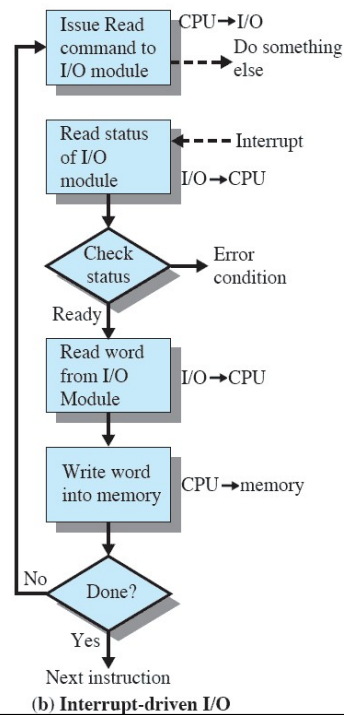 Issue Read
command to
I/O module
CPU→I/O
Do something
else
Read status
of I/O
module
Interrupt
I/O→CPU
Check
status
Error
condition
Ready
Read word
from I/O
Module
I/O→CPU
Write word
into memory
CPU→memory
No
Done?
Yes
Next instruction
(b) Interrupt-driven I/O